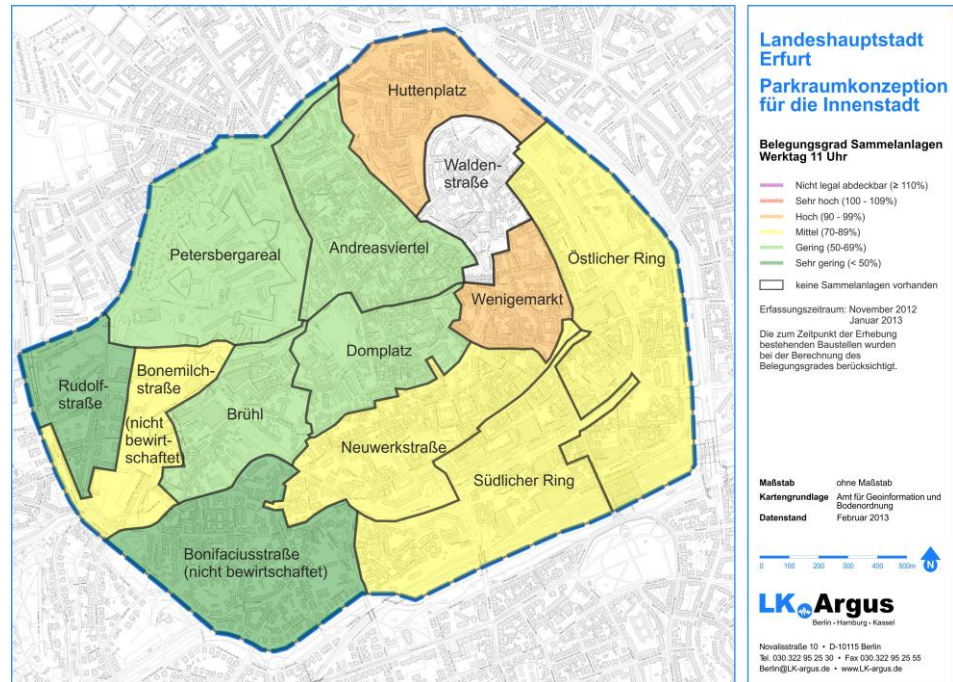 Huttenplatz
Walden-
straße
Petersbergareal
Andreasviertel
Östlicher Ring
Wenigemarkt
Domplatz
Rudolf-
straße
Bonemilch-
straße
(nicht
bewirt-
schaftet)
Brühl
Neuwerkstraße
Südlicher Ring
Bonifaciusstraße
(nicht bewirtschaftet)
Landeshauptstadt
Erfurt
Parkraumkonzeption
für die Innenstadt
Belegungsgrad Sammelanlagen
Werktag 11 Uhr
Nicht legal abdeckbar (≥ 110%)
Sehr hoch (100 - 109%)
Hoch (90 - 99%)
Mittel (70-89%)
Gering (50-69%)
Sehr gering (< 50%)
keine Sammelanlagen vorhanden
Erfassungszeitraum: November 2012
Januar 2013
Die zum Zeitpunkt der Erhebung
bestehenden Baustellen wurden
bei der Berechnung des
Belegungsgrades berücksichtigt.
Maßstab ohne Maßstab
Kartengrundlage Amt für Geoinformation und
Bodenordnung
Datenstand Februar 2013
0 100 200 300 400 500m
N
LK Argus
Berlin • Hamburg • Kassel
Novalisstraße 10 • D-10115 Berlin
Tel. 030.322 95 25 30 • Fax 030.322 95 25 55
Berlin@LK-argus.de • www.LK-argus.de